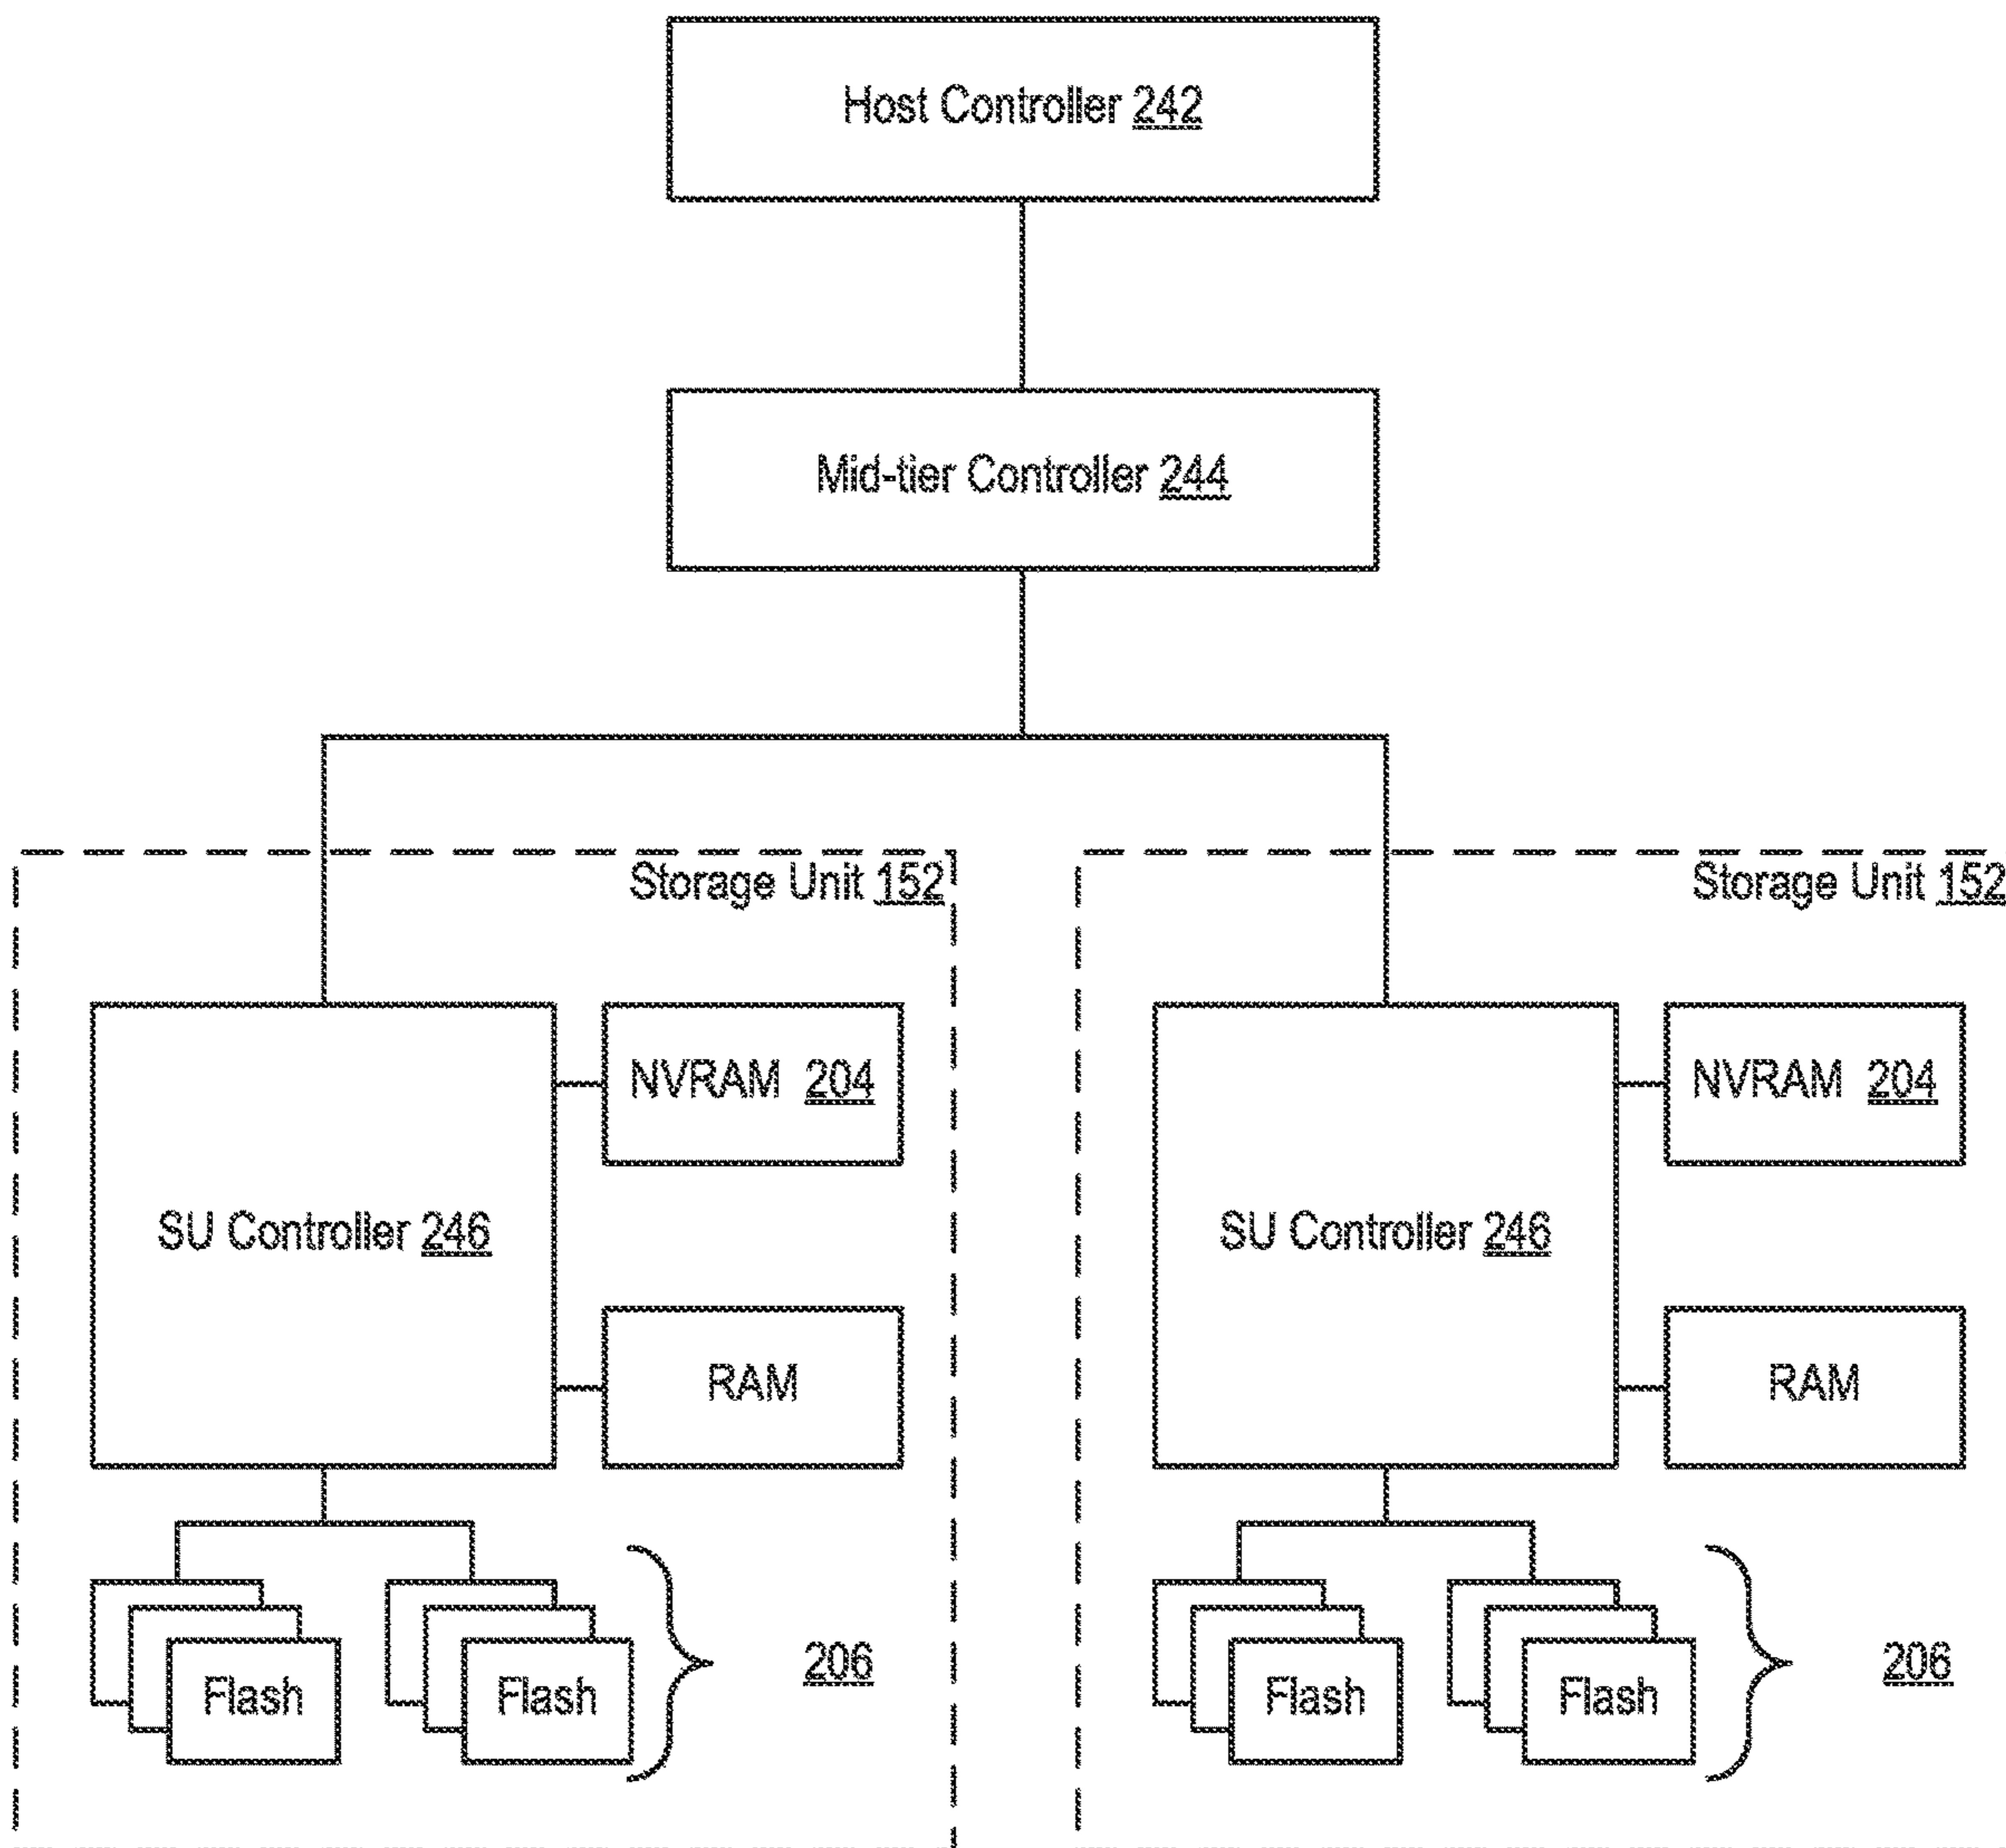 Host Controller 242
Mid-tier Controller 244
Storage Unit 152
Storage Unit 152
NVRAM 204
NVRAM 204
SU Controller 246
SU Controller 246
RAM
RAM
Flash
Flash
206
Flash
Flash
206